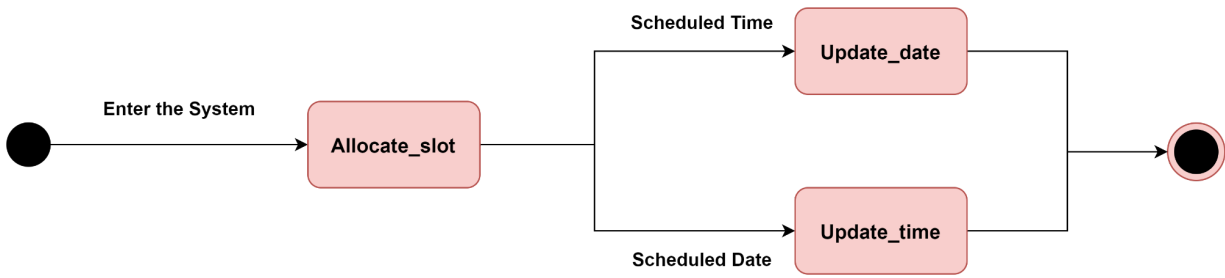 Scheduled Time
Update_date
Enter the System
Allocate_slot
Update_time
Scheduled Date